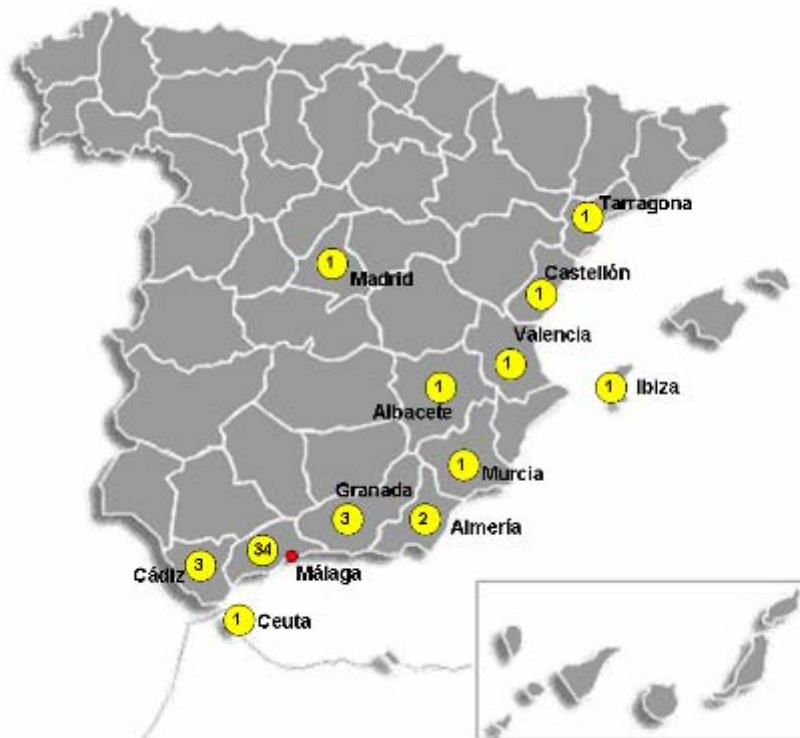 1
Tarragona
1
Madrid
Castellón
1
Valencia
1
1
Albacete
1
Ibiza
1
Murcia
Granada
3
2
Almería
34
Málaga
Cádiz
3
1
Ceuta